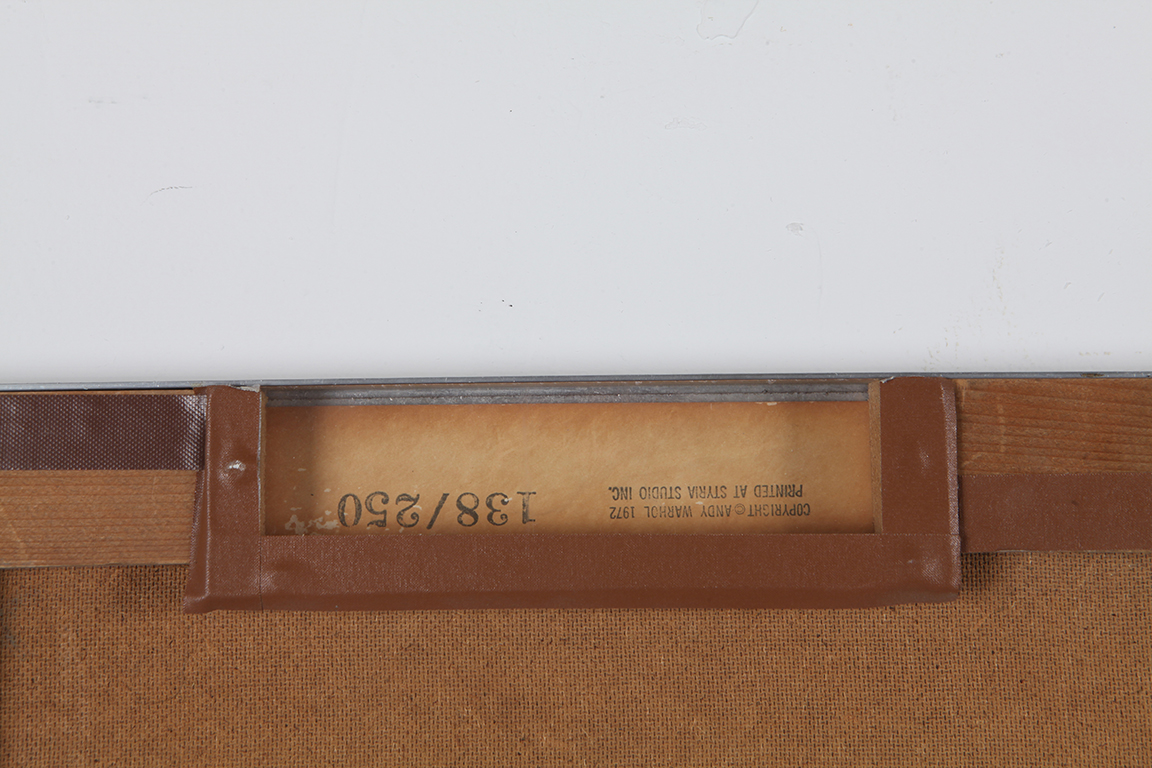 COPYRIGHT © ANDY WARHOL 1972
PRINTED AT STYRIA STUDIO INC.
138/250